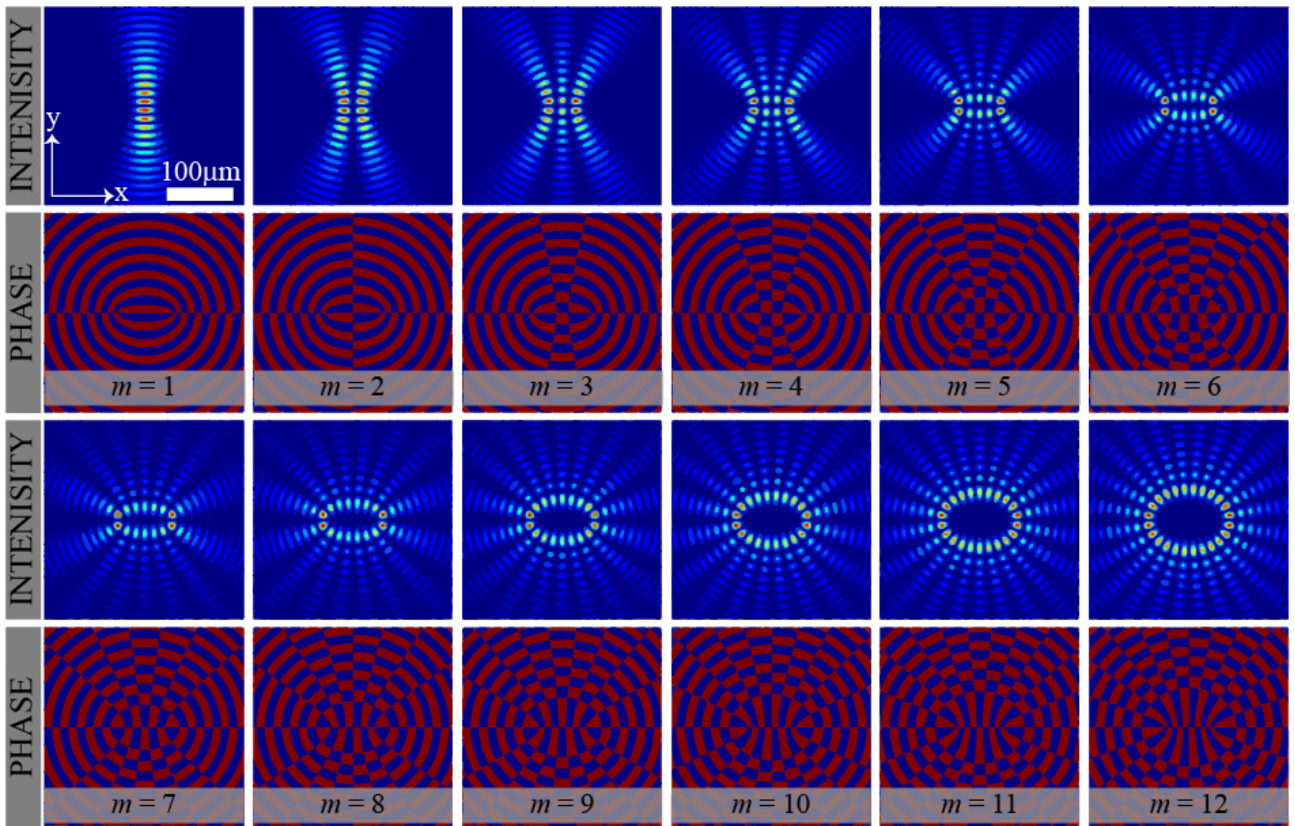 INTENISITY
y
x
100μm
PHASE
m = 1
m = 2
m = 3
m = 4
m = 5
m = 6
INTENISITY
PHASE
m = 7
m = 8
m = 9
m = 10
m = 11
m = 12